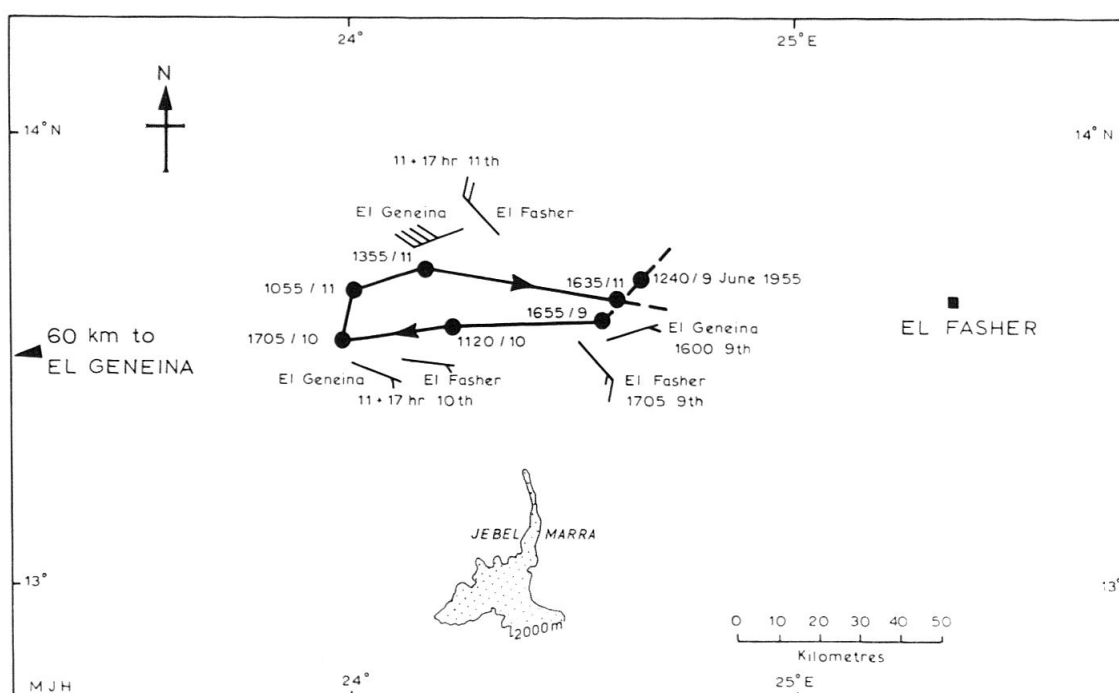 24°
25°E
N
14°N
14°N
11 + 17 hr 11th
El Geneina
El Fasher
1355 / 11
1055 / 11
1635/11
1240/9 June 1955
1655 / 9
EL FASHER
60 km to
EL GENEINA
1705 / 10
1120 / 10
El Geneina
1600 9th
El Geneina
El Fasher
11 + 17 hr 10th
El Fasher
1705 9th
JEBEL MARRA
2000m
13°
13°
0 10 20 30 40 50
Kilometres
24°
25°E
MJH